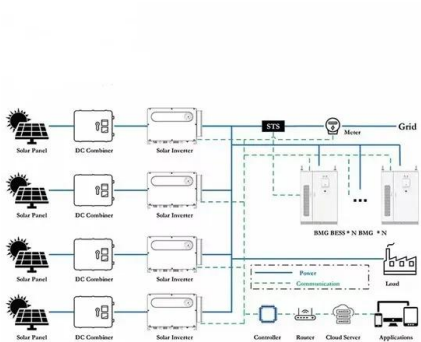 STS
Meter
Grid
Solar Panel
DC Combiner
Solar Inverter
Solar Panel
DC Combiner
Solar Inverter
BMG BESS * N BMG * N
Solar Panel
DC Combiner
Solar Inverter
Power
Communication
Load
Solar Panel
DC Combiner
Solar Inverter
Controller
Router
Cloud Server
Applications